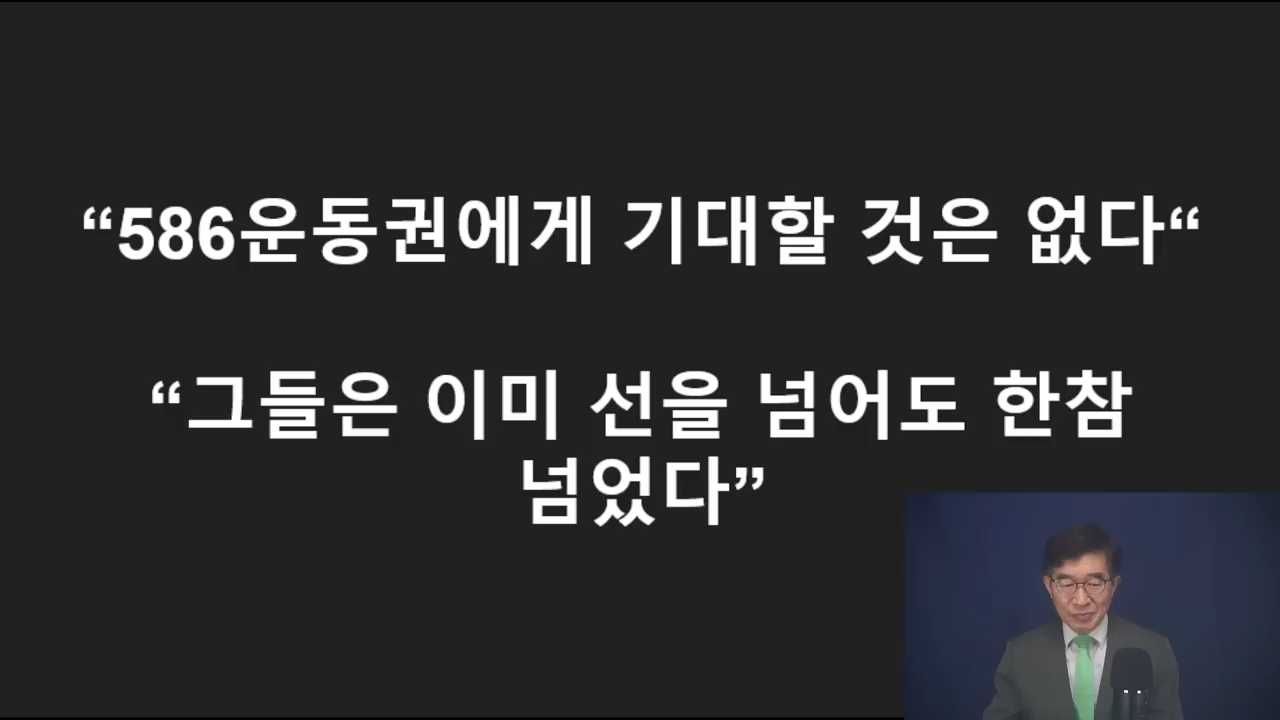 “586운동권에게 기대할 것은 없다“
“그들은 이미 선을 넘어도 한참
넘었다”